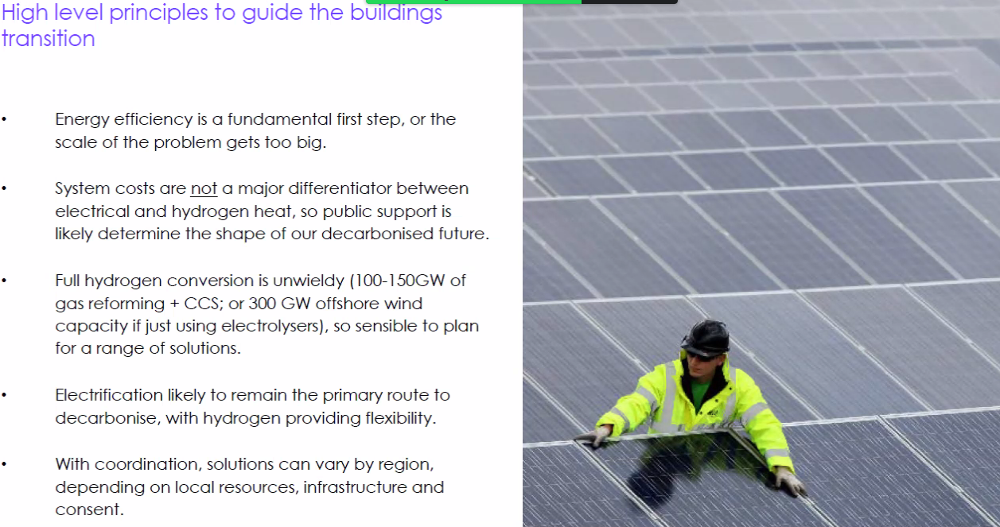 High level principles to guide the buildings
transition
• Energy efficiency is a fundamental first step, or the
scale of the problem gets too big.
• System costs are not a major differentiator between
electrical and hydrogen heat, so public support is
likely determine the shape of our decarbonised future.
• Full hydrogen conversion is unwieldy (100-150GW of
gas reforming + CCS; or 300 GW offshore wind
capacity if just using electrolysers), so sensible to plan
for a range of solutions.
• Electrification likely to remain the primary route to
decarbonise, with hydrogen providing flexibility.
• With coordination, solutions can vary by region,
depending on local resources, infrastructure and
consent.